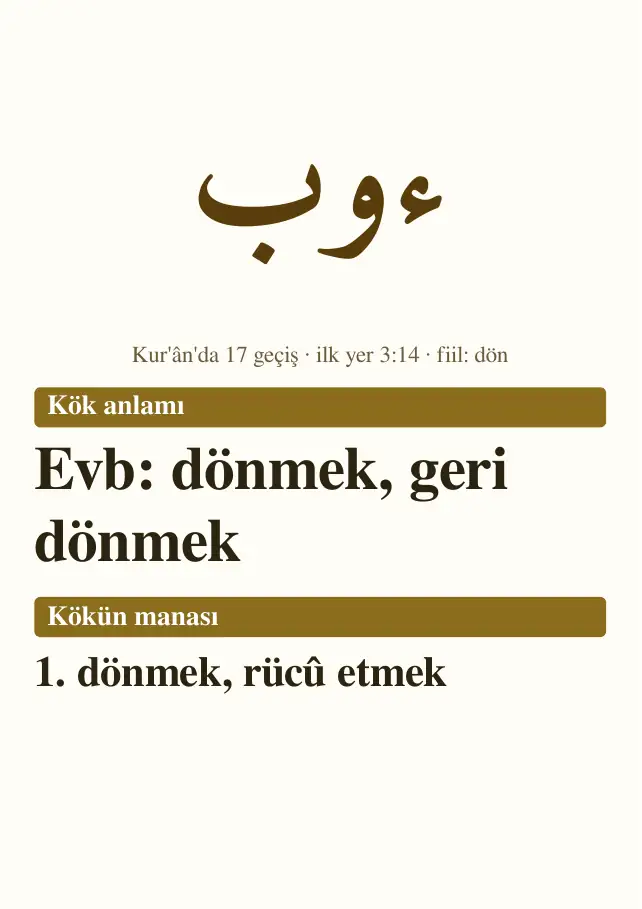 ءوب
Kur'ân'da 17 geçiş · ilk yer 3:14 · fiil: dön
Kök anlamı
Evb: dönmek, geri
dönmek
Kökün manası
1. dönmek, rücû etmek